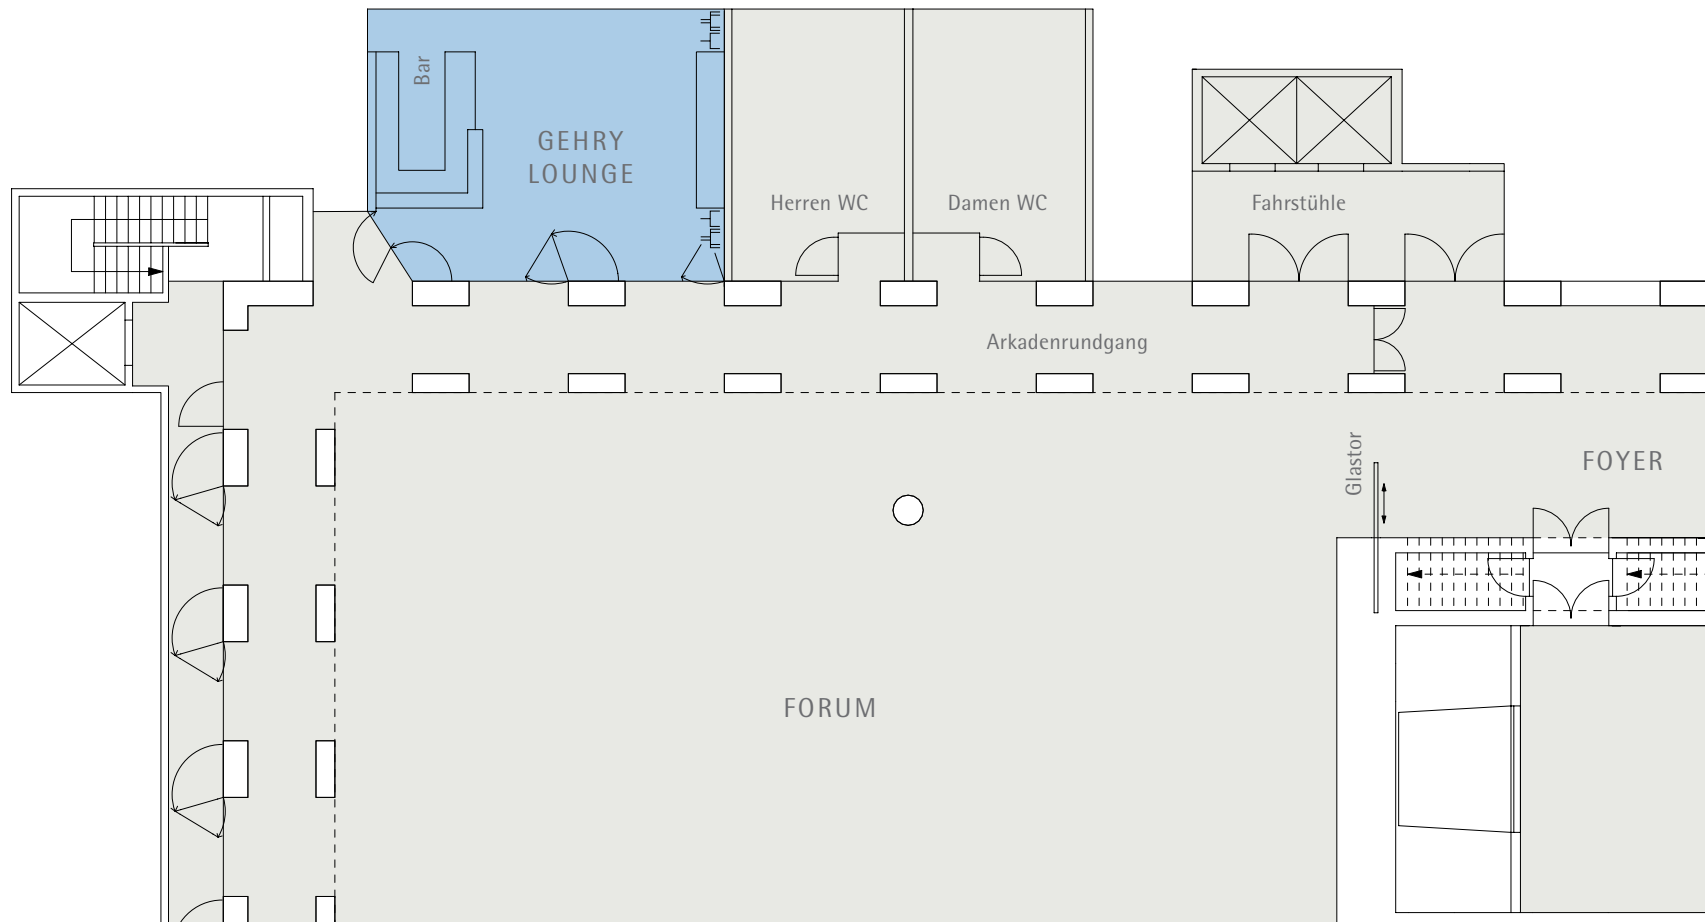 Bar
GEHRY
LOUNGE
Herren WC
Damen WC
Fahrstühle
Arkadenrundgang
Glastor
FOYER
FORUM